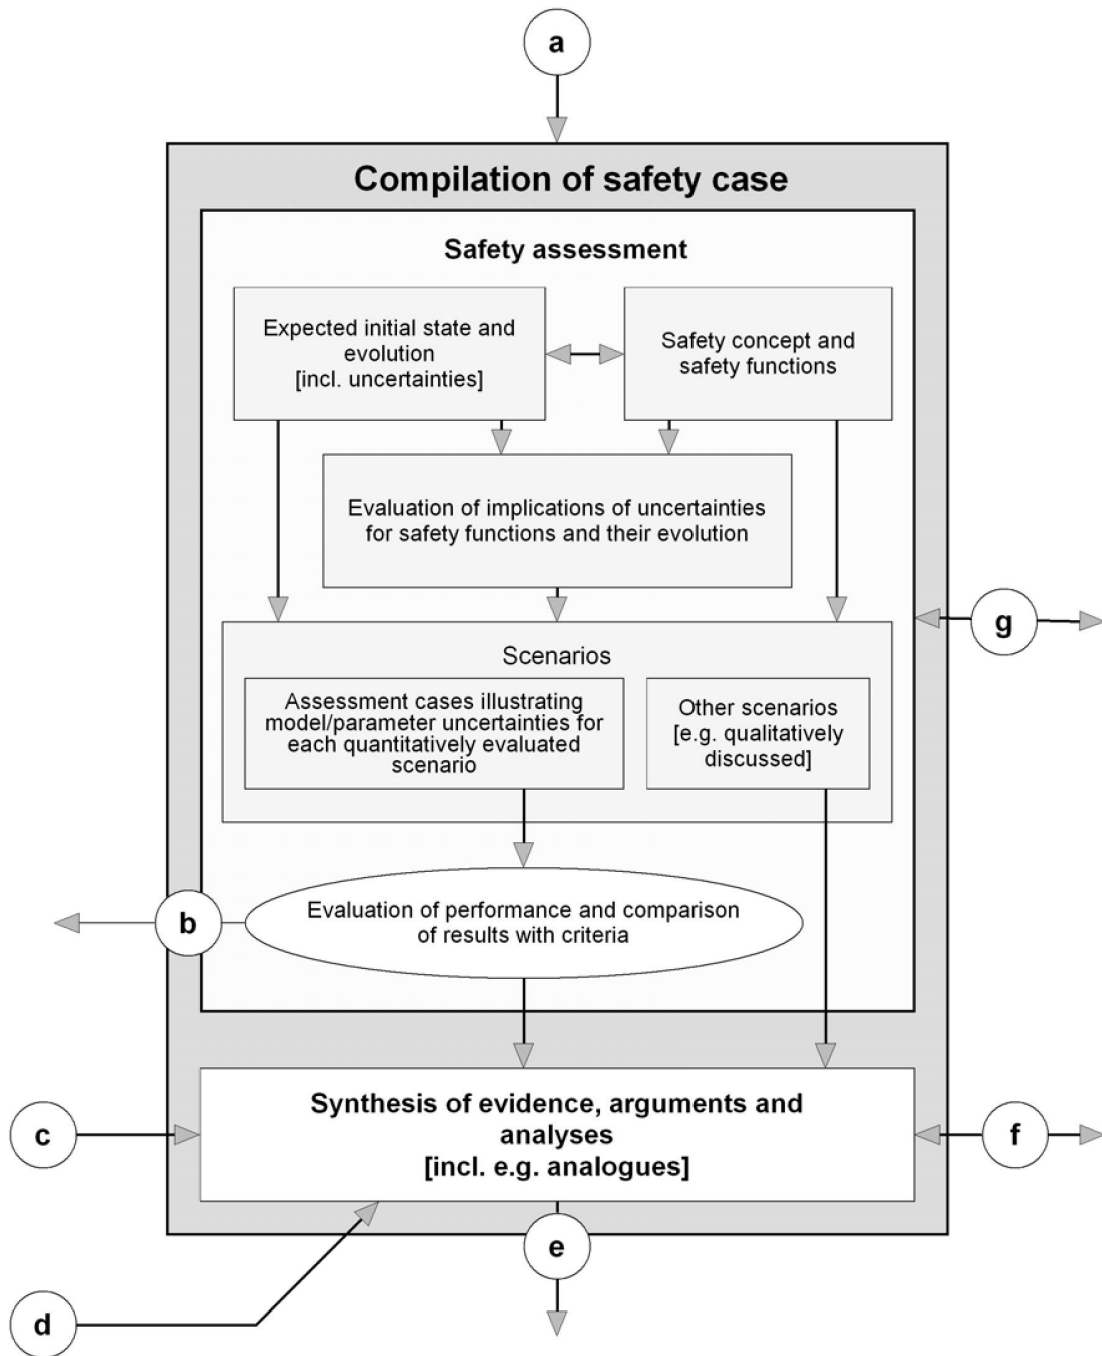 a
Compilation of safety case
Safety assessment
Expected initial state and
evolution
[incl. uncertainties]
Safety concept and
safety functions
Evaluation of implications of uncertainties
for safety functions and their evolution
g
Scenarios
Assessment cases illustrating
model/parameter uncertainties for
each quantitatively evaluated
scenario
Other scenarios
[e.g. qualitatively
discussed]
b
Evaluation of performance and comparison
of results with criteria
c
Synthesis of evidence, arguments and
analyses
[incl. e.g. analogues]
f
e
d